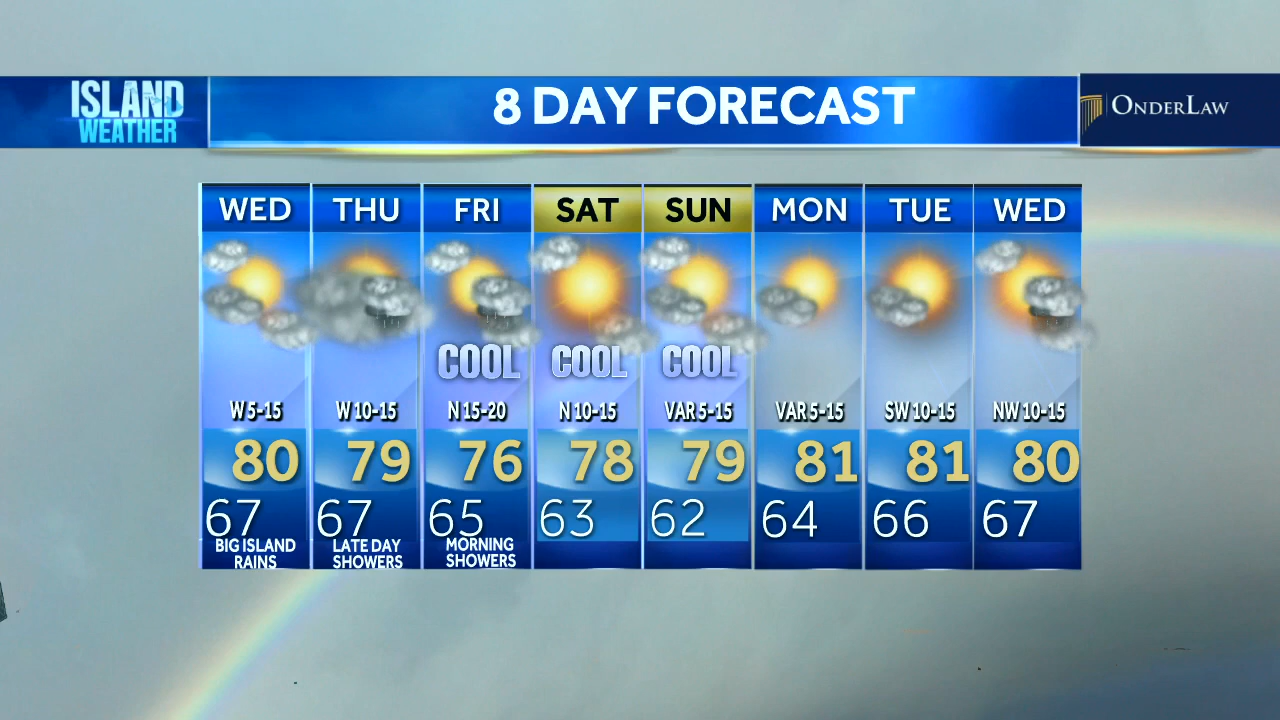 ISLAND
WEATHER
8 DAY FORECAST
ONDERLAW
WED THU FRI SAT SUN MON TUE WED
COOL COOL COOL
W 5-15 W 10-15 N 15-20 N 10-15 VAR 5-15 VAR 5-15 SW 10-15 NW 10-15
80 79 76 78 79 81 81 80
67 67 65 63 62 64 66 67
BIG ISLAND LATE DAY MORNING
RAINS SHOWERS SHOWERS